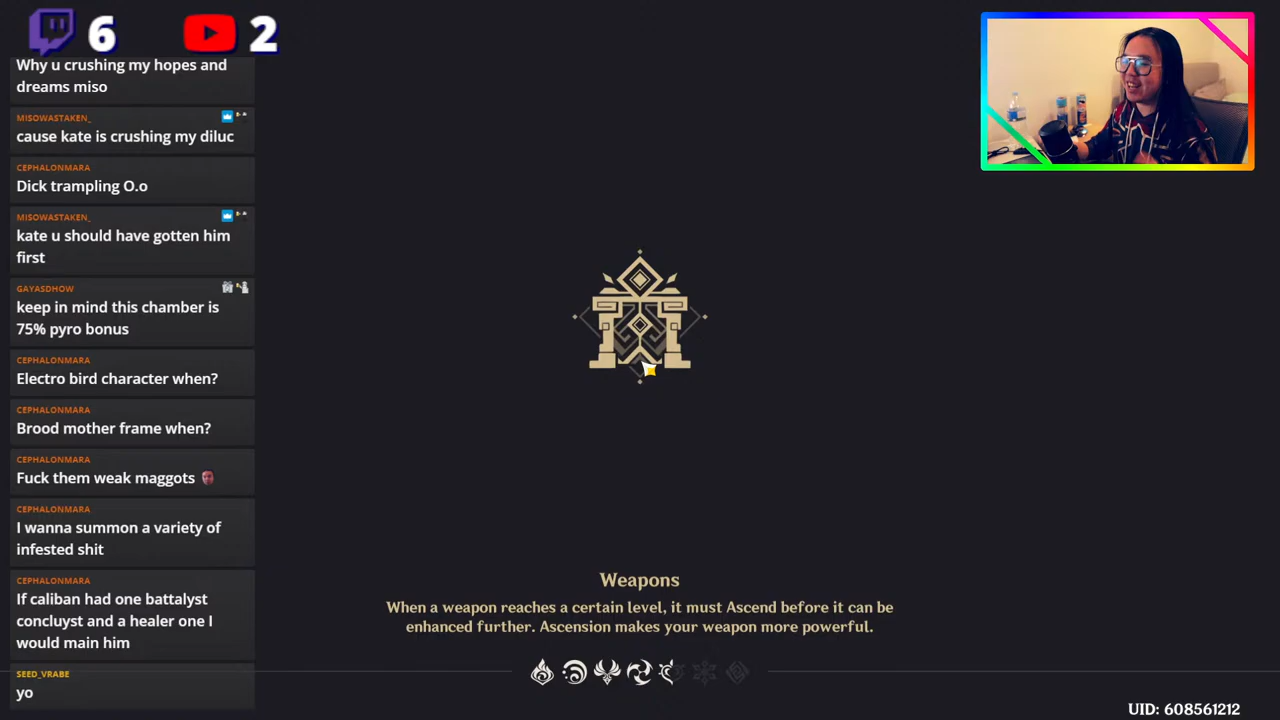 6
2
Why u crushing my hopes and
dreams miso
MISOWASTAKEN_
cause kate is crushing my diluc
CEPHALONMARA
Dick trampling O.o
MISOWASTAKEN_
kate u should have gotten him
first
GAYASDHOW
keep in mind this chamber is
75% pyro bonus
CEPHALONMARA
Electro bird character when?
CEPHALONMARA
Brood mother frame when?
CEPHALONMARA
Fuck them weak maggots
CEPHALONMARA
I wanna summon a variety of
infested shit
CEPHALONMARA
If caliban had one battalyst
concluyst and a healer one I
would main him
SEED_VRABE
yo
Weapons
When a weapon reaches a certain level, it must Ascend before it can be
enhanced further. Ascension makes your weapon more powerful.
UID: 608561212